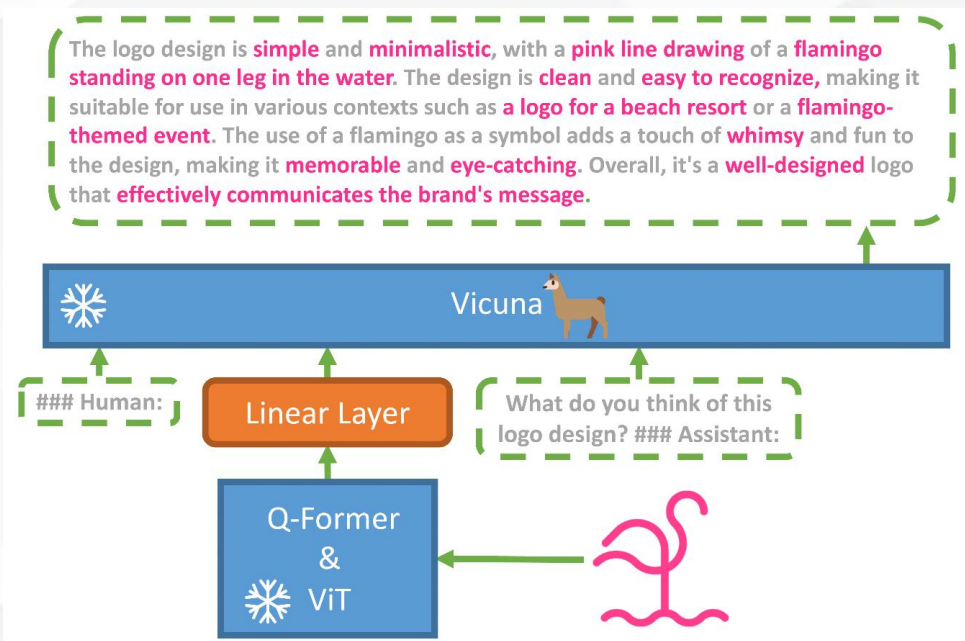 The logo design is simple and minimalistic, with a pink line drawing of a flamingo
standing on one leg in the water. The design is clean and easy to recognize, making it
suitable for use in various contexts such as a logo for a beach resort or a flamingo-
themed event. The use of a flamingo as a symbol adds a touch of whimsy and fun to
the design, making it memorable and eye-catching. Overall, it's a well-designed logo
that effectively communicates the brand's message.
Vicuna
### Human:
Linear Layer
What do you think of this
logo design? ### Assistant:
Q-Former
&
ViT